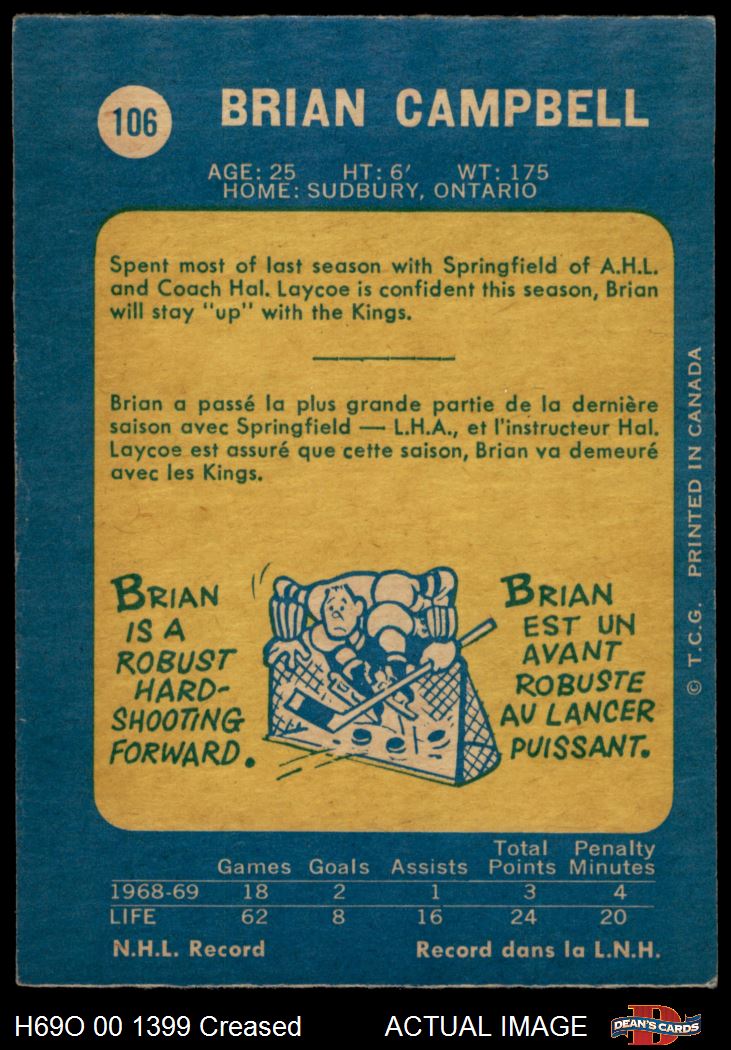 106
BRIAN CAMPBELL
AGE: 25 HT: 6' WT: 175
HOME: SUDBURY, ONTARIO
Spent most of last season with Springfield of A.H.L.
and Coach Hal. Laycoe is confident this season, Brian
will stay "up" with the Kings.
Brian a passé la plus grande partie de la dernière
saison avec Springfield — L.H.A., et l'instructeur Hal.
Laycoe est assuré que cette saison, Brian va demeuré
avec les Kings.
BRIAN
IS A
ROBUST
HARD-
SHOOTING
FORWARD.
BRIAN
EST UN
AVANT
ROBUSTE
AU LANCER
PUISSANT.
© T.C.G. PRINTED IN CANADA
Games Goals Assists Total Points Penalty Minutes
1968-69 18 2 1 3 4
LIFE 62 8 16 24 20
N.H.L. Record Record dans la L.N.H.
H69O 00 1399 Creased ACTUAL IMAGE
D
DEAN'S CARDS